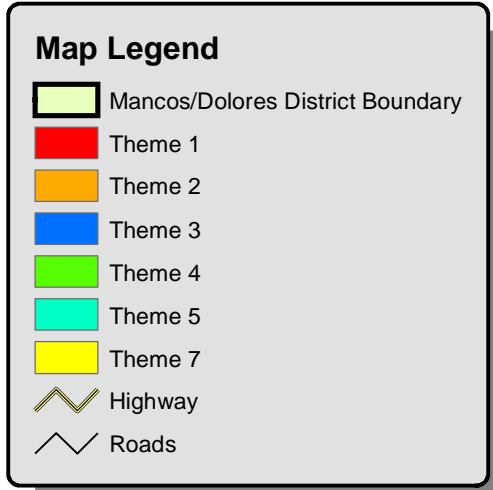 Map Legend
Mancos/Dolores District Boundary
Theme 1
Theme 2
Theme 3
Theme 4
Theme 5
Theme 7
Highway
Roads